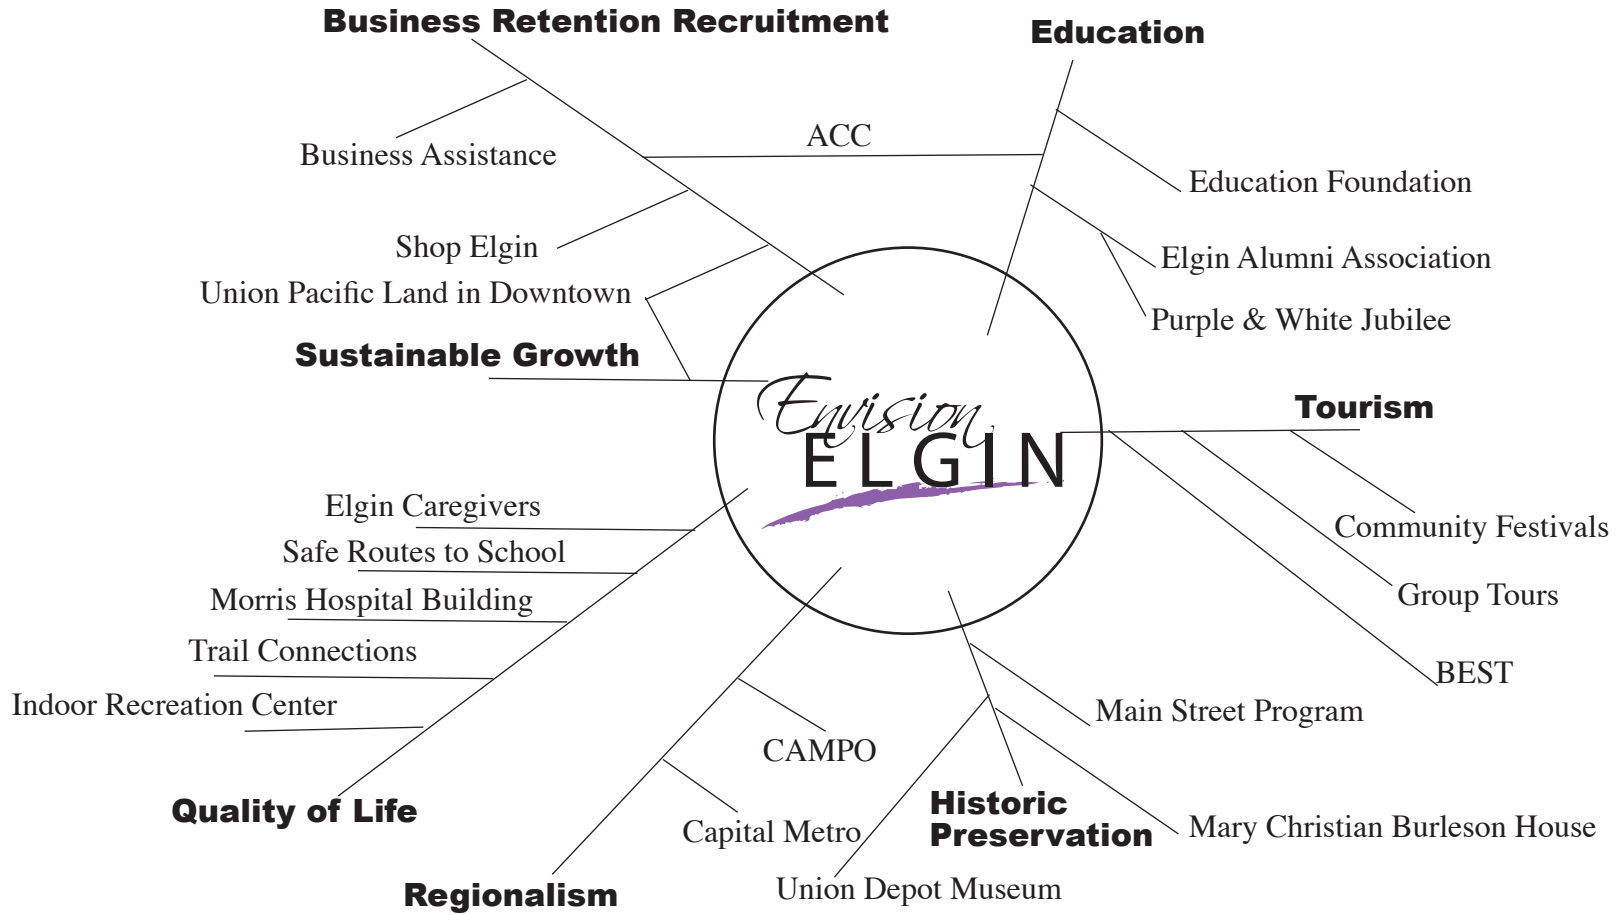 Business Retention Recruitment
Education
ACC
Business Assistance
Education Foundation
Shop Elgin
Elgin Alumni Association
Union Pacific Land in Downtown
Purple & White Jubilee
Sustainable Growth
Envision
ELGIN
Tourism
Elgin Caregivers
Community Festivals
Safe Routes to School
Morris Hospital Building
Group Tours
Trail Connections
BEST
Indoor Recreation Center
Main Street Program
CAMPO
Quality of Life
Historic
Preservation
Capital Metro
Mary Christian Burleson House
Regionalism
Union Depot Museum